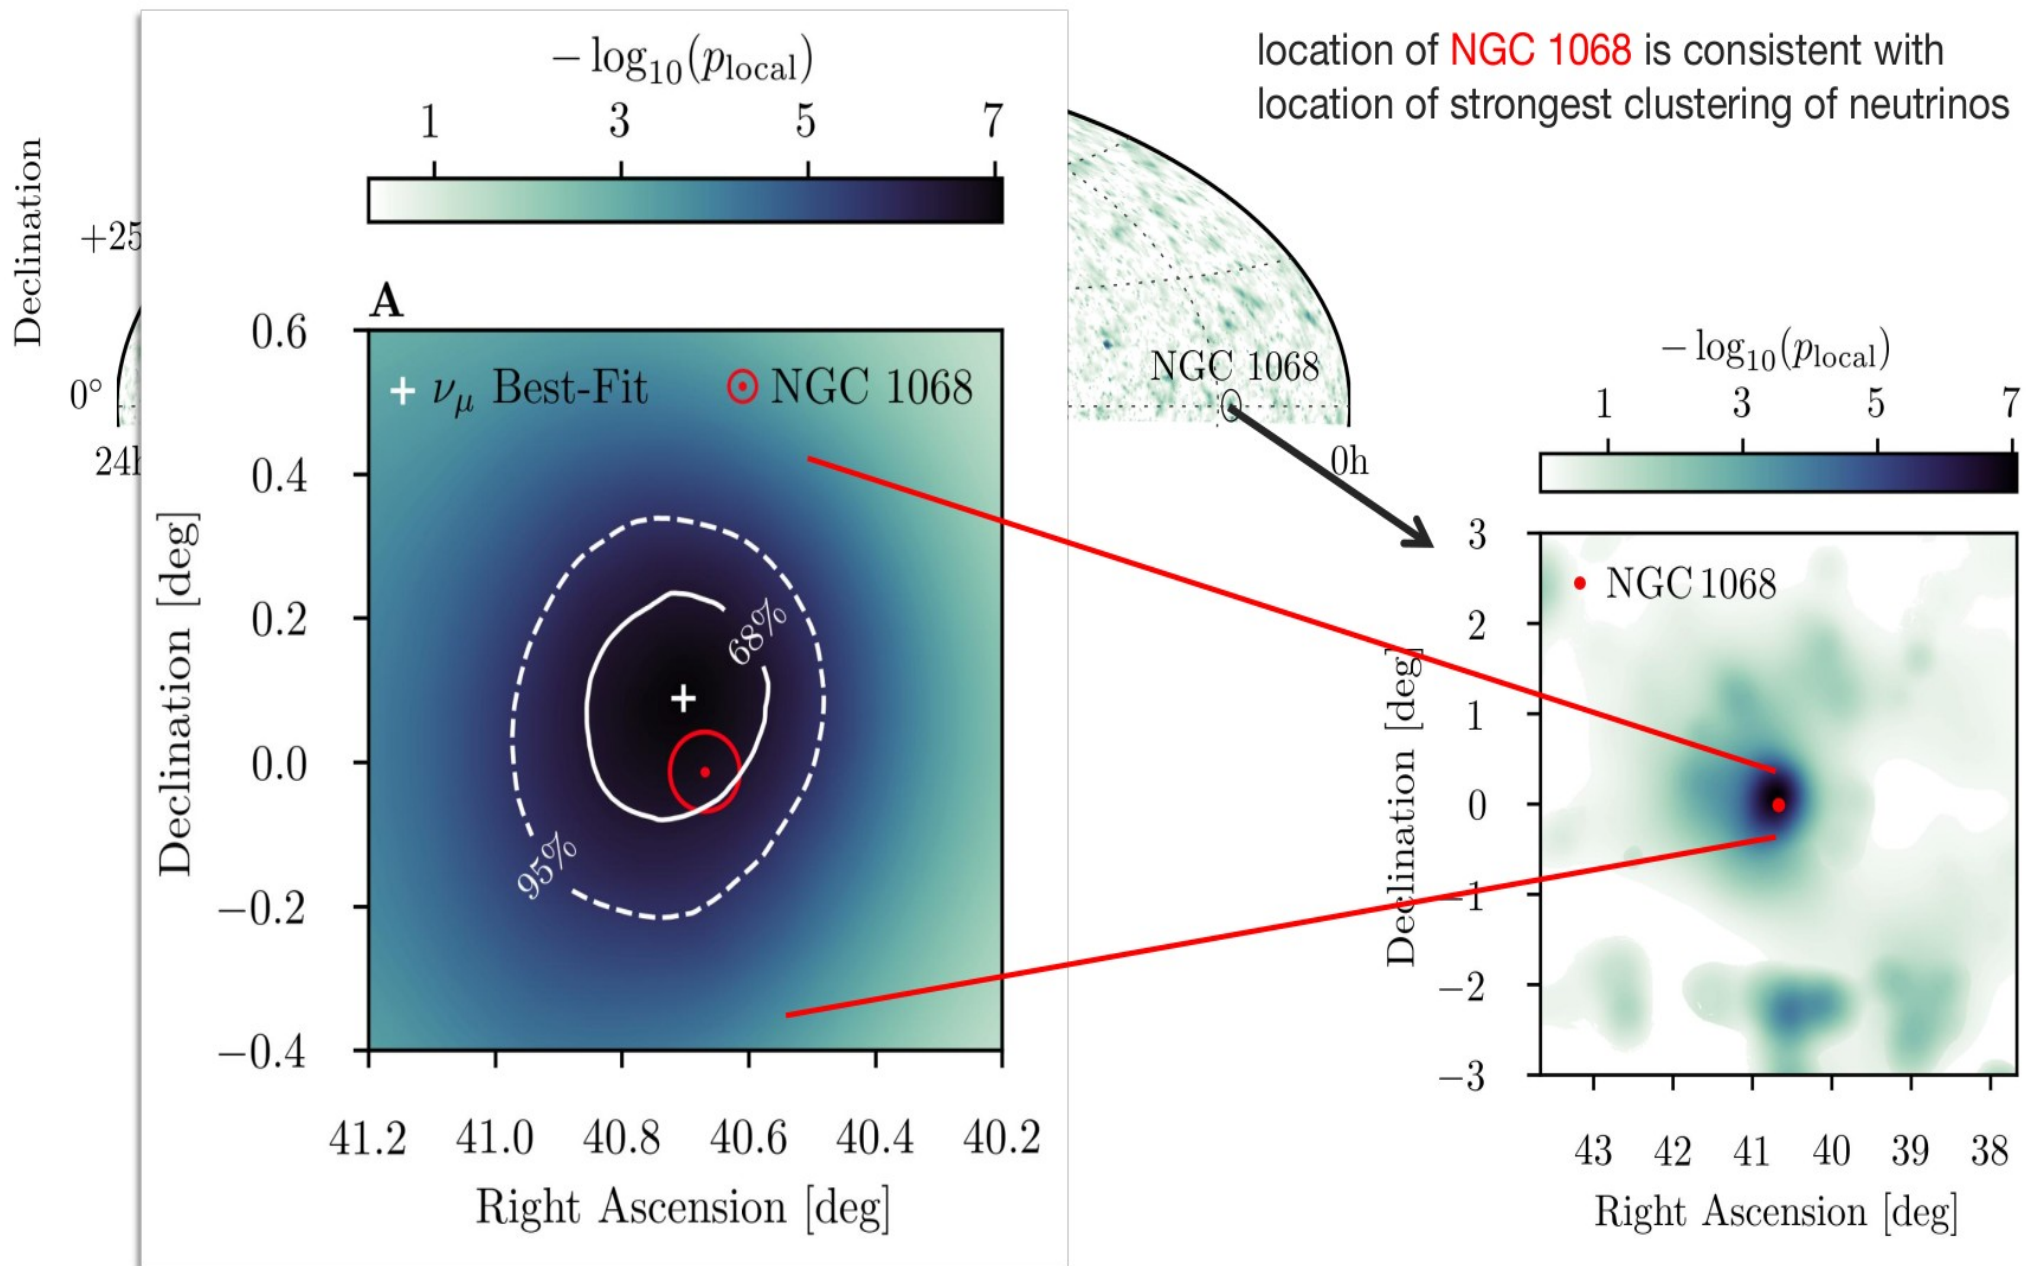 location of NGC 1068 is consistent with
location of strongest clustering of neutrinos
− log₁₀(p_local)
1 3 5 7
Declination
+25
0°
24h
A
+ ν_μ Best-Fit ⊙ NGC 1068
68%
95%
0.6
0.4
0.2
0.0
−0.2
−0.4
Declination [deg]
41.2 41.0 40.8 40.6 40.4 40.2
Right Ascension [deg]
NGC 1068
0h
− log₁₀(p_local)
1 3 5 7
NGC 1068
3
2
1
0
−1
−2
−3
Declination [deg]
43 42 41 40 39 38
Right Ascension [deg]